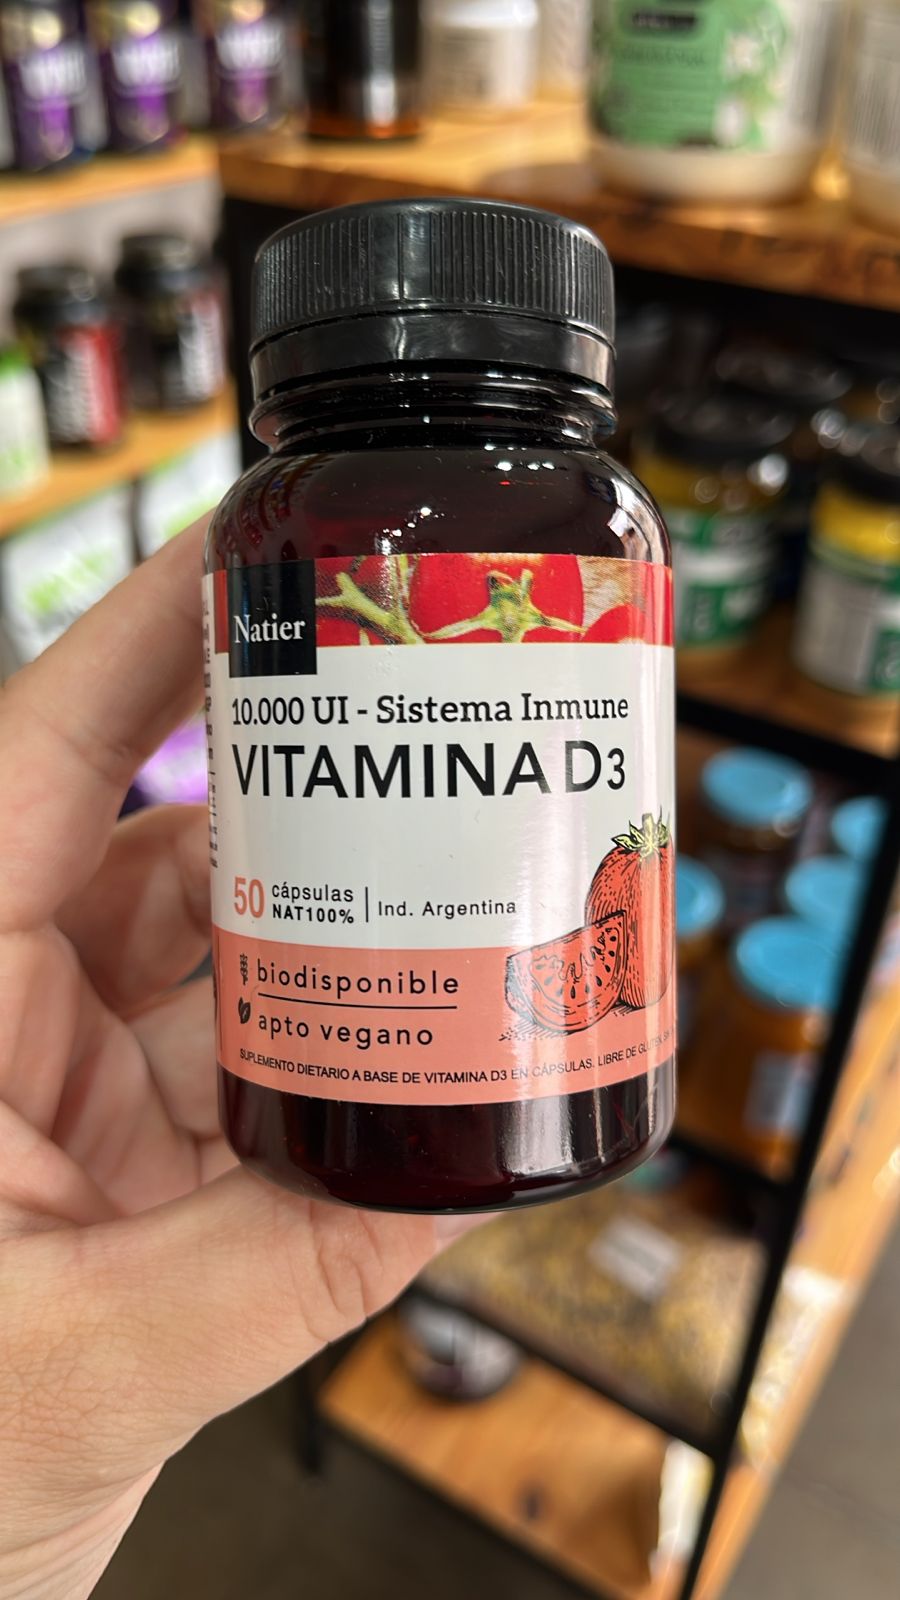 Natier
10.000 UI - Sistema Inmune
VITAMINA D3
50 cápsulas
NAT100%
Ind. Argentina
biodisponible
apto vegano
SUPLEMENTO DIETARIO A BASE DE VITAMINA D3 EN CÁPSULAS. LIBRE DE GLUTEN.